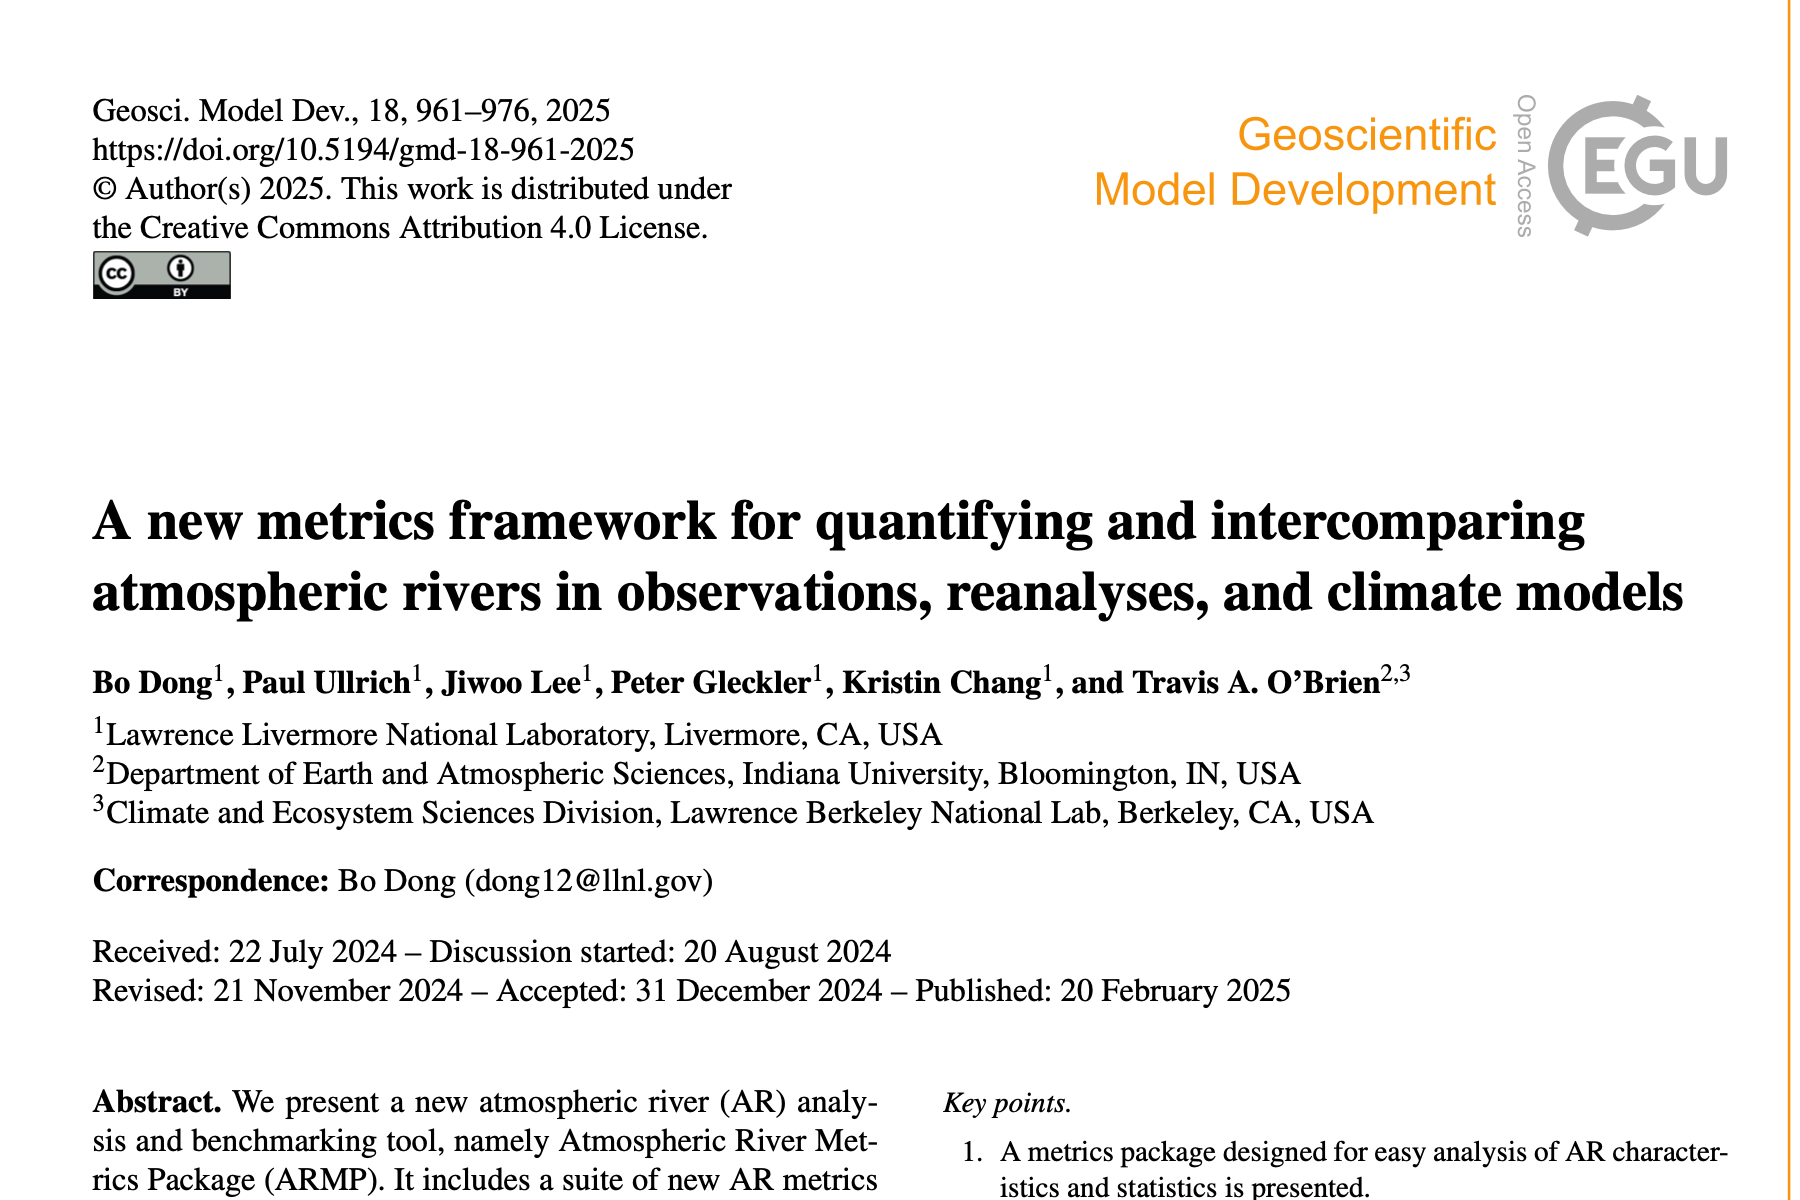 Geosci. Model Dev., 18, 961–976, 2025
https://doi.org/10.5194/gmd-18-961-2025
© Author(s) 2025. This work is distributed under
the Creative Commons Attribution 4.0 License.
cc
BY
Geoscientific
Model Development
Open Access
EGU
A new metrics framework for quantifying and intercomparing
atmospheric rivers in observations, reanalyses, and climate models
Bo Dong1, Paul Ullrich1, Jiwoo Lee1, Peter Gleckler1, Kristin Chang1, and Travis A. O’Brien2,3
1Lawrence Livermore National Laboratory, Livermore, CA, USA
2Department of Earth and Atmospheric Sciences, Indiana University, Bloomington, IN, USA
3Climate and Ecosystem Sciences Division, Lawrence Berkeley National Lab, Berkeley, CA, USA
Correspondence: Bo Dong (dong12@llnl.gov)
Received: 22 July 2024 – Discussion started: 20 August 2024
Revised: 21 November 2024 – Accepted: 31 December 2024 – Published: 20 February 2025
Abstract. We present a new atmospheric river (AR) analy-
sis and benchmarking tool, namely Atmospheric River Met-
rics Package (ARMP). It includes a suite of new AR metrics
Key points.
1. A metrics package designed for easy analysis of AR character-
istics and statistics is presented.